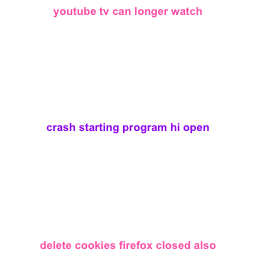 youtube tv can longer watch
crash starting program hi open
delete cookies firefox closed also